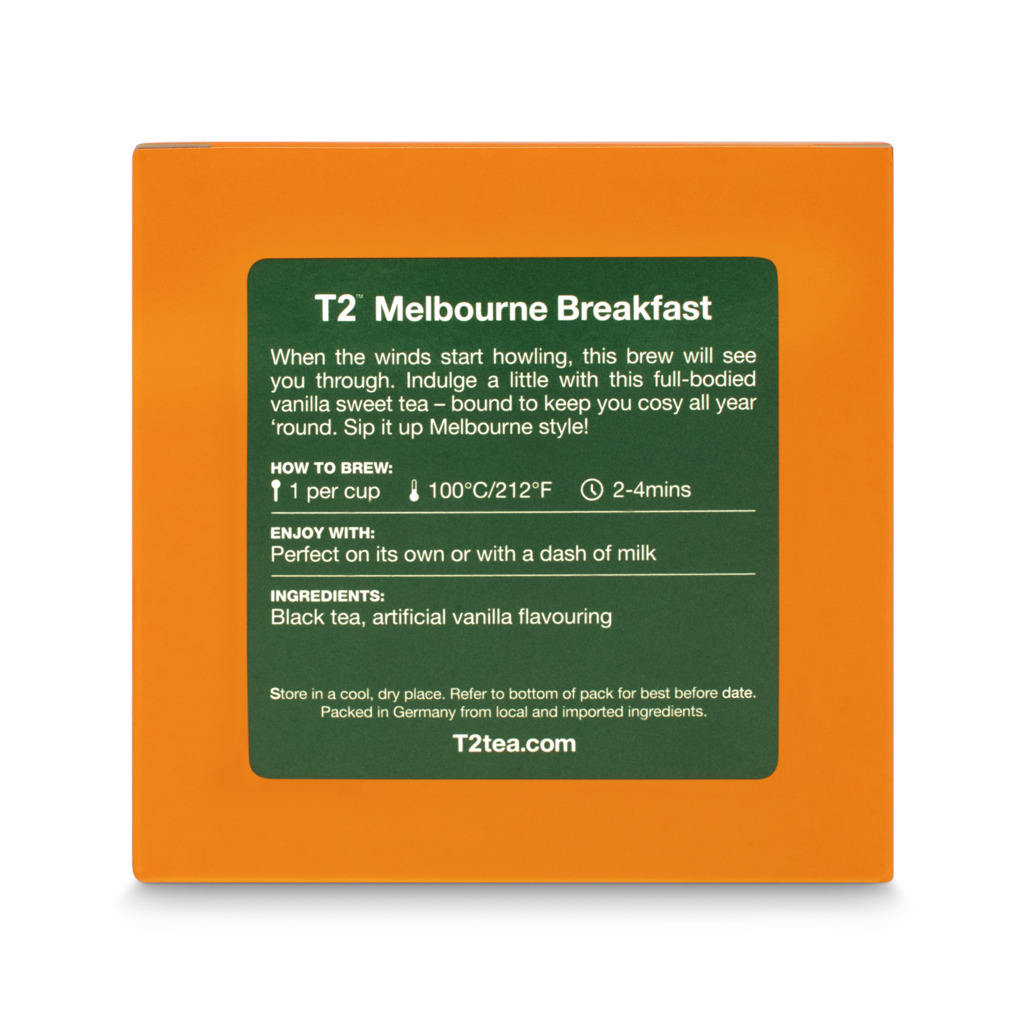 T2™ Melbourne Breakfast
When the winds start howling, this brew will see
you through. Indulge a little with this full-bodied
vanilla sweet tea – bound to keep you cosy all year
‘round. Sip it up Melbourne style!
HOW TO BREW:
1 per cup 100°C/212°F 2-4mins
ENJOY WITH:
Perfect on its own or with a dash of milk
INGREDIENTS:
Black tea, artificial vanilla flavouring
Store in a cool, dry place. Refer to bottom of pack for best before date.
Packed in Germany from local and imported ingredients.
T2tea.com